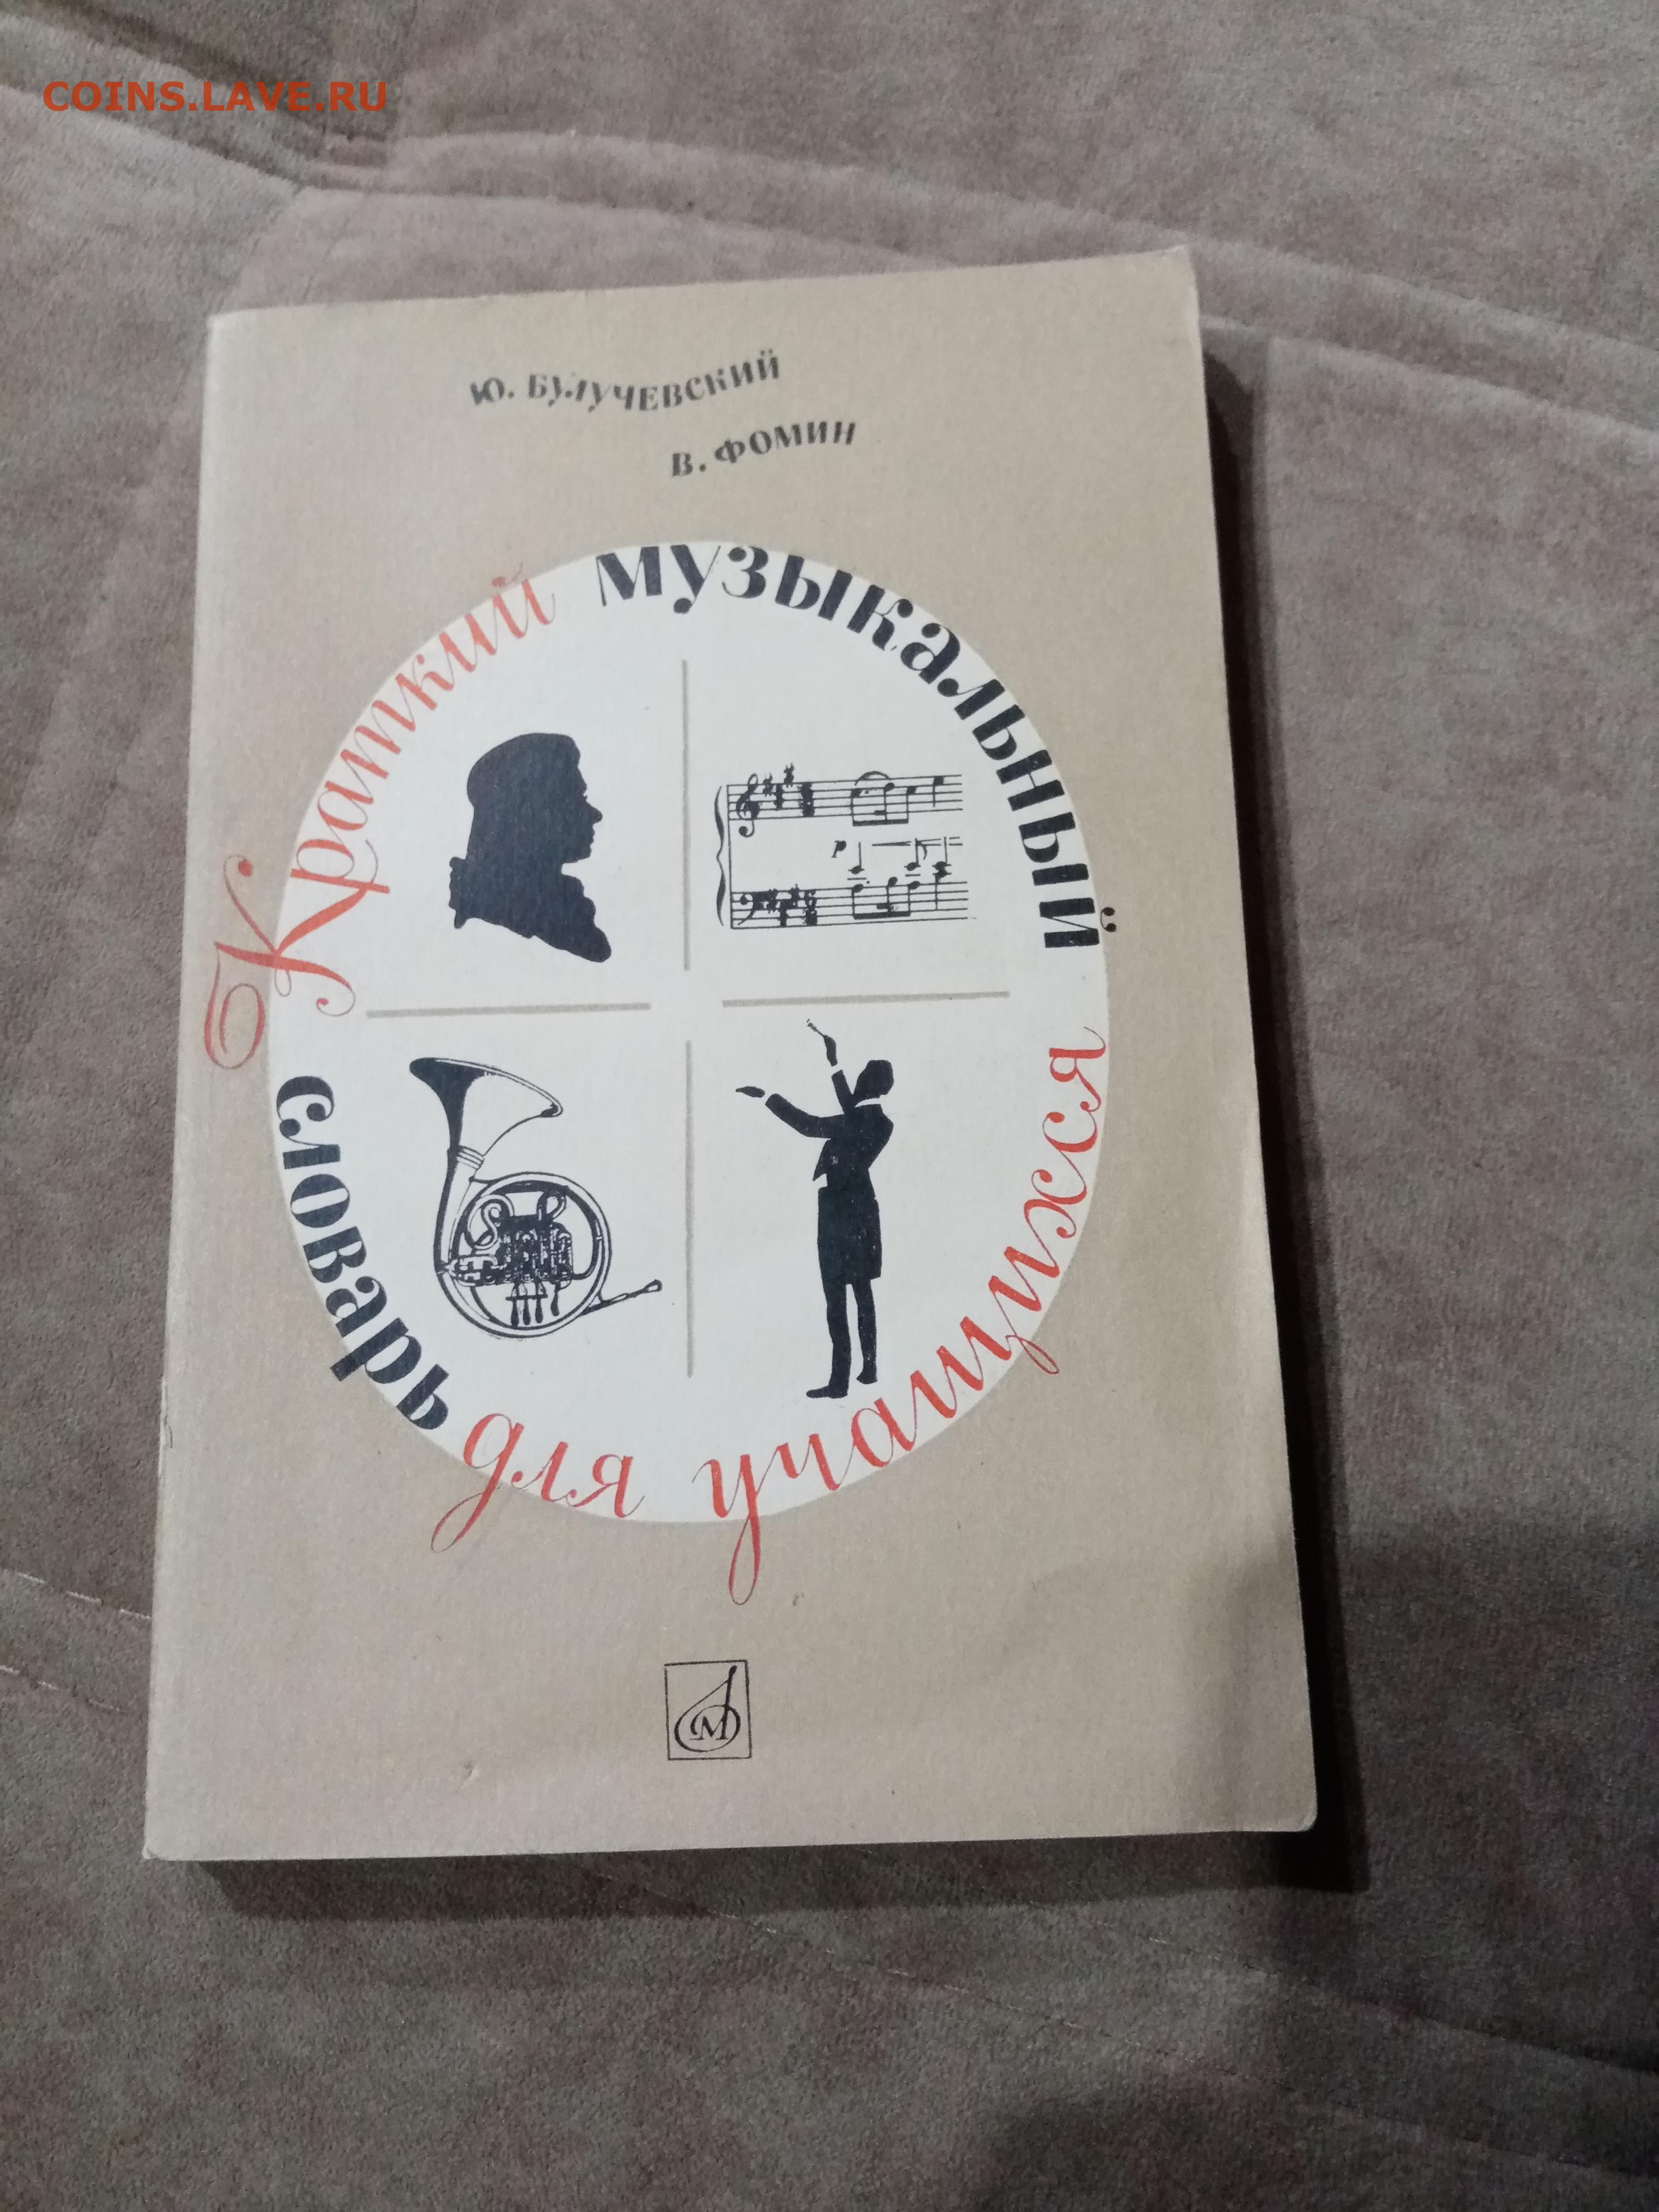 COINS.LAVE.RU
Ю. БУЛУЧЕВСКИЙ
В. ФОМИН
Краткий музыкальный
словарь для учащихся
p
М